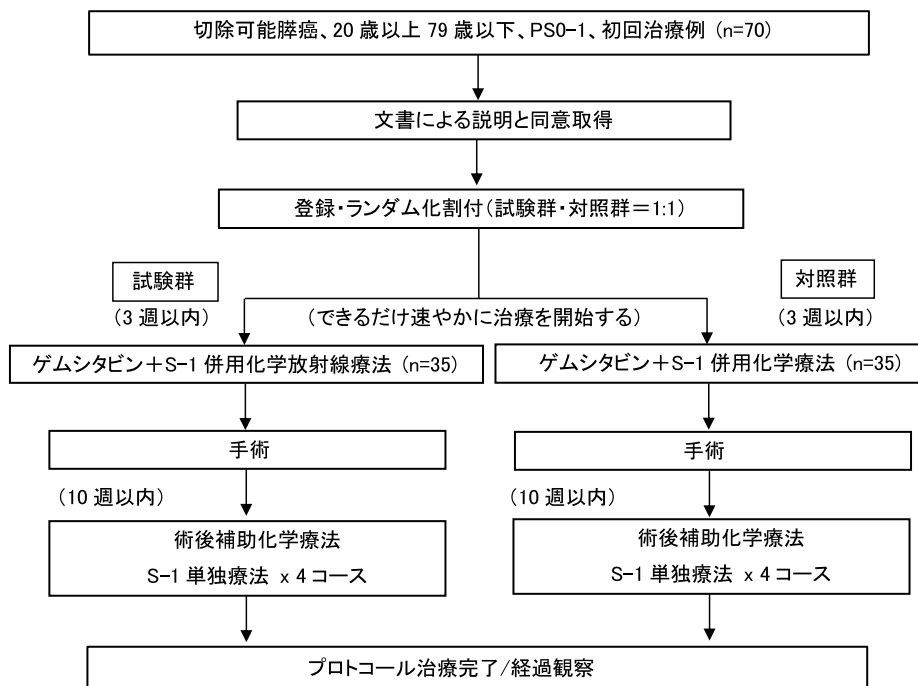 切除可能膵癌、20 歳以上 79 歳以下、PS0-1、初回治療例 (n=70)
文書による説明と同意取得
登録・ランダム化割付(試験群・対照群=1:1)
試験群
対照群
(3 週以内)
(できるだけ速やかに治療を開始する)
(3 週以内)
ゲムシタビン+S-1 併用化学放射線療法 (n=35)
ゲムシタビン+S-1 併用化学療法 (n=35)
手術
手術
(10 週以内)
(10 週以内)
術後補助化学療法
S-1 単独療法 x 4 コース
術後補助化学療法
S-1 単独療法 x 4 コース
プロトコール治療完了/経過観察